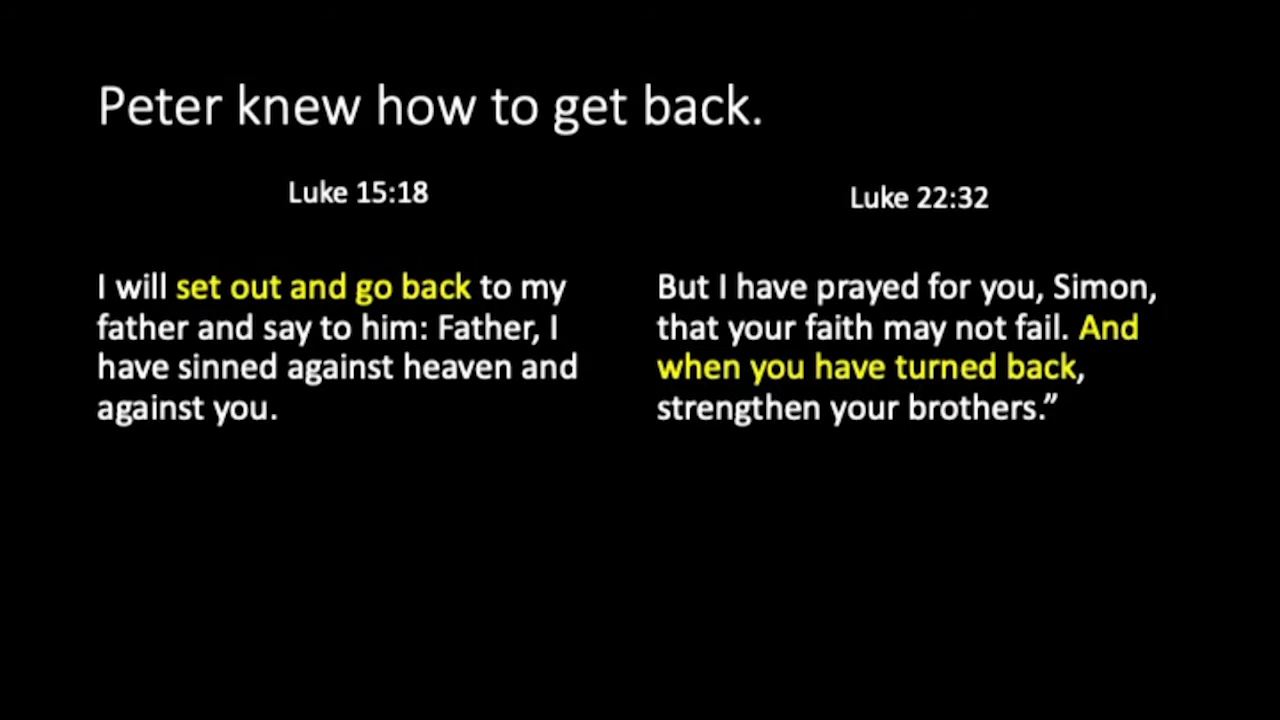 Peter knew how to get back.
Luke 15:18
I will set out and go back to my
father and say to him: Father, I
have sinned against heaven and
against you.
Luke 22:32
But I have prayed for you, Simon,
that your faith may not fail. And
when you have turned back,
strengthen your brothers.”